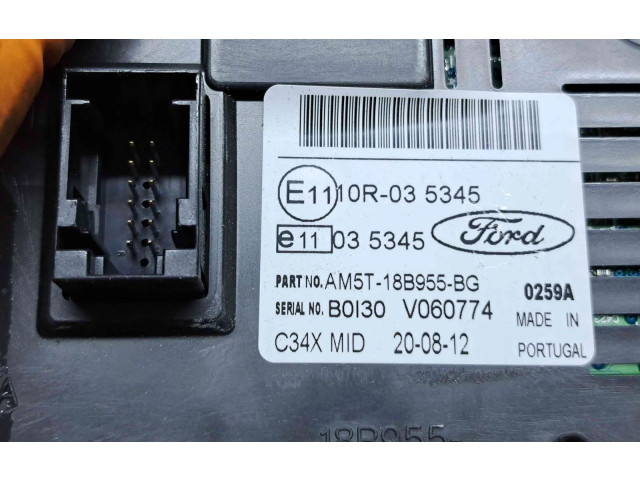 E11 10R-03 5345
e11 03 5345
Ford
PART NO. AM5T-18B955-BG
0259A
SERIAL NO. B0I30 V060774
MADE IN
C34X MID 20-08-12
PORTUGAL
18B955-